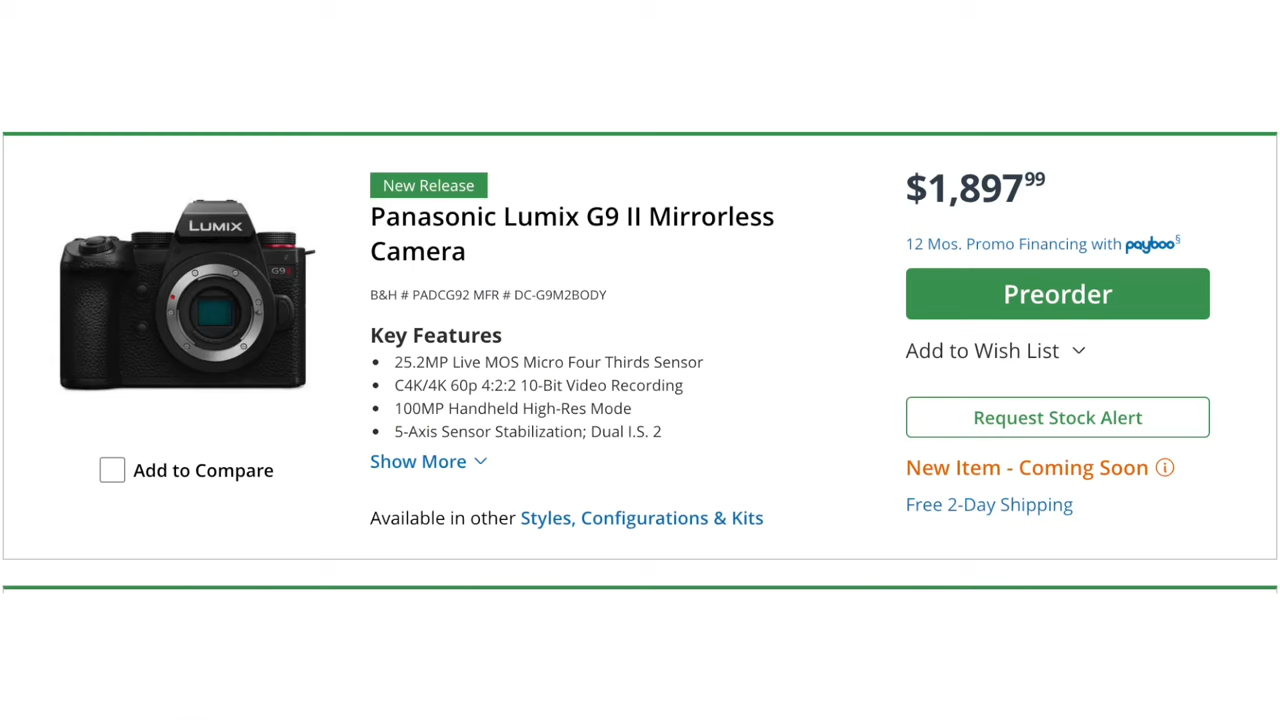 LUMIX
G9II
Add to Compare
New Release
Panasonic Lumix G9 II Mirrorless
Camera
B&H # PADCG92 MFR # DC-G9M2BODY
Key Features
• 25.2MP Live MOS Micro Four Thirds Sensor
• C4K/4K 60p 4:2:2 10-Bit Video Recording
• 100MP Handheld High-Res Mode
• 5-Axis Sensor Stabilization; Dual I.S. 2
Show More
Available in other Styles, Configurations & Kits
$1,897⁹⁹
12 Mos. Promo Financing with payboo§
Preorder
Add to Wish List
Request Stock Alert
New Item - Coming Soon
Free 2-Day Shipping